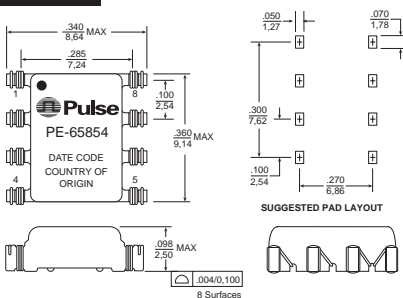 .340
8,64 MAX
.285
7,24
1 8
Pulse
PE-65854
DATE CODE
COUNTRY OF
ORIGIN
4 5
.100
2,54
.360
9,14 MAX
.050
1,27
.070
1,78
.300
7,62
.100
2,54
.270
6,86
SUGGESTED PAD LAYOUT
.098
2,50 MAX
.004/0,100
8 Surfaces